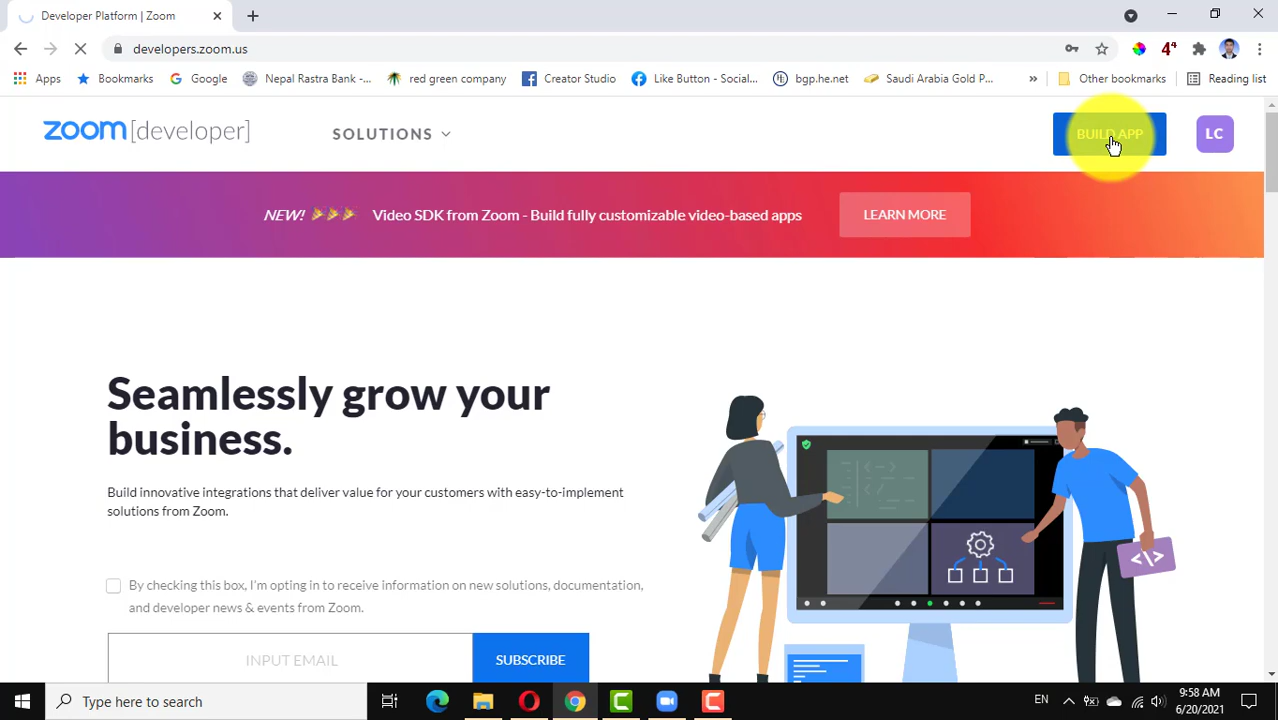 Developer Platform | Zoom
developers.zoom.us
4⁴
Apps
Bookmarks
Google
Nepal Rastra Bank -...
red green company
Creator Studio
Like Button - Social...
bgp.he.net
Saudi Arabia Gold P...
»
Other bookmarks
Reading list
zoom [developer]
SOLUTIONS
BUILD APP
LC
NEW! Video SDK from Zoom - Build fully customizable video-based apps
LEARN MORE
Seamlessly grow your
business.
Build innovative integrations that deliver value for your customers with easy-to-implement
solutions from Zoom.
By checking this box, I'm opting in to receive information on new solutions, documentation,
and developer news & events from Zoom.
INPUT EMAIL
SUBSCRIBE
</>
Type here to search
EN
9:58 AM
6/20/2021